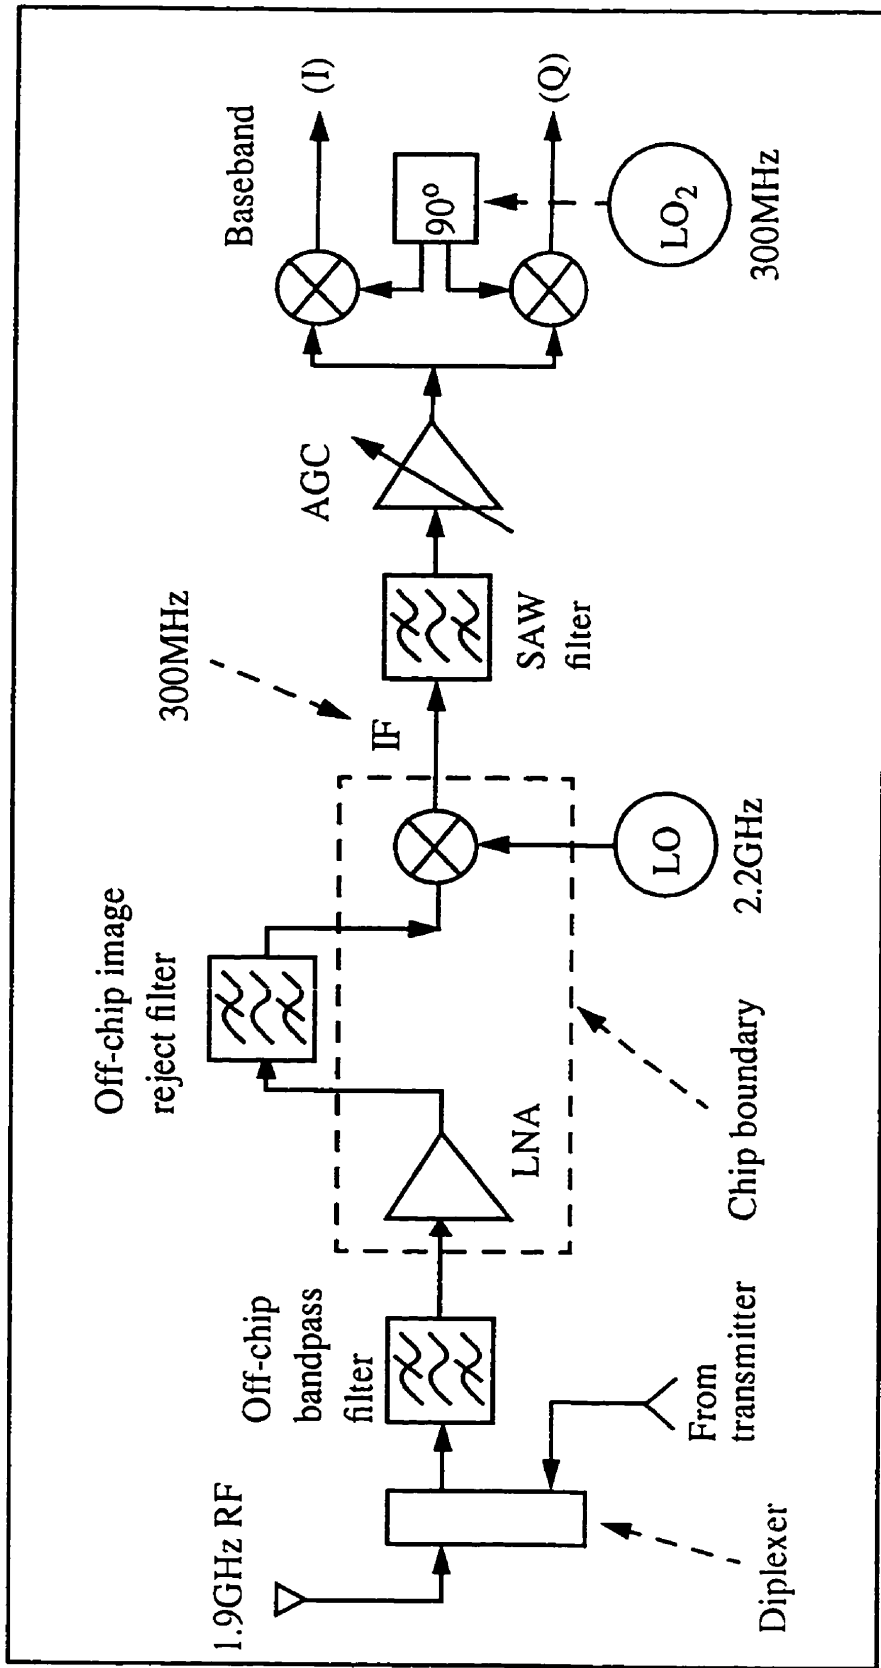 1.9GHz RF
Diplexer
From
transmitter
Off-chip
bandpass
filter
LNA
Chip boundary
Off-chip image
reject filter
LO
2.2GHz
IF
300MHz
SAW
filter
AGC
90°
LO₂
300MHz
Baseband
(I)
(Q)